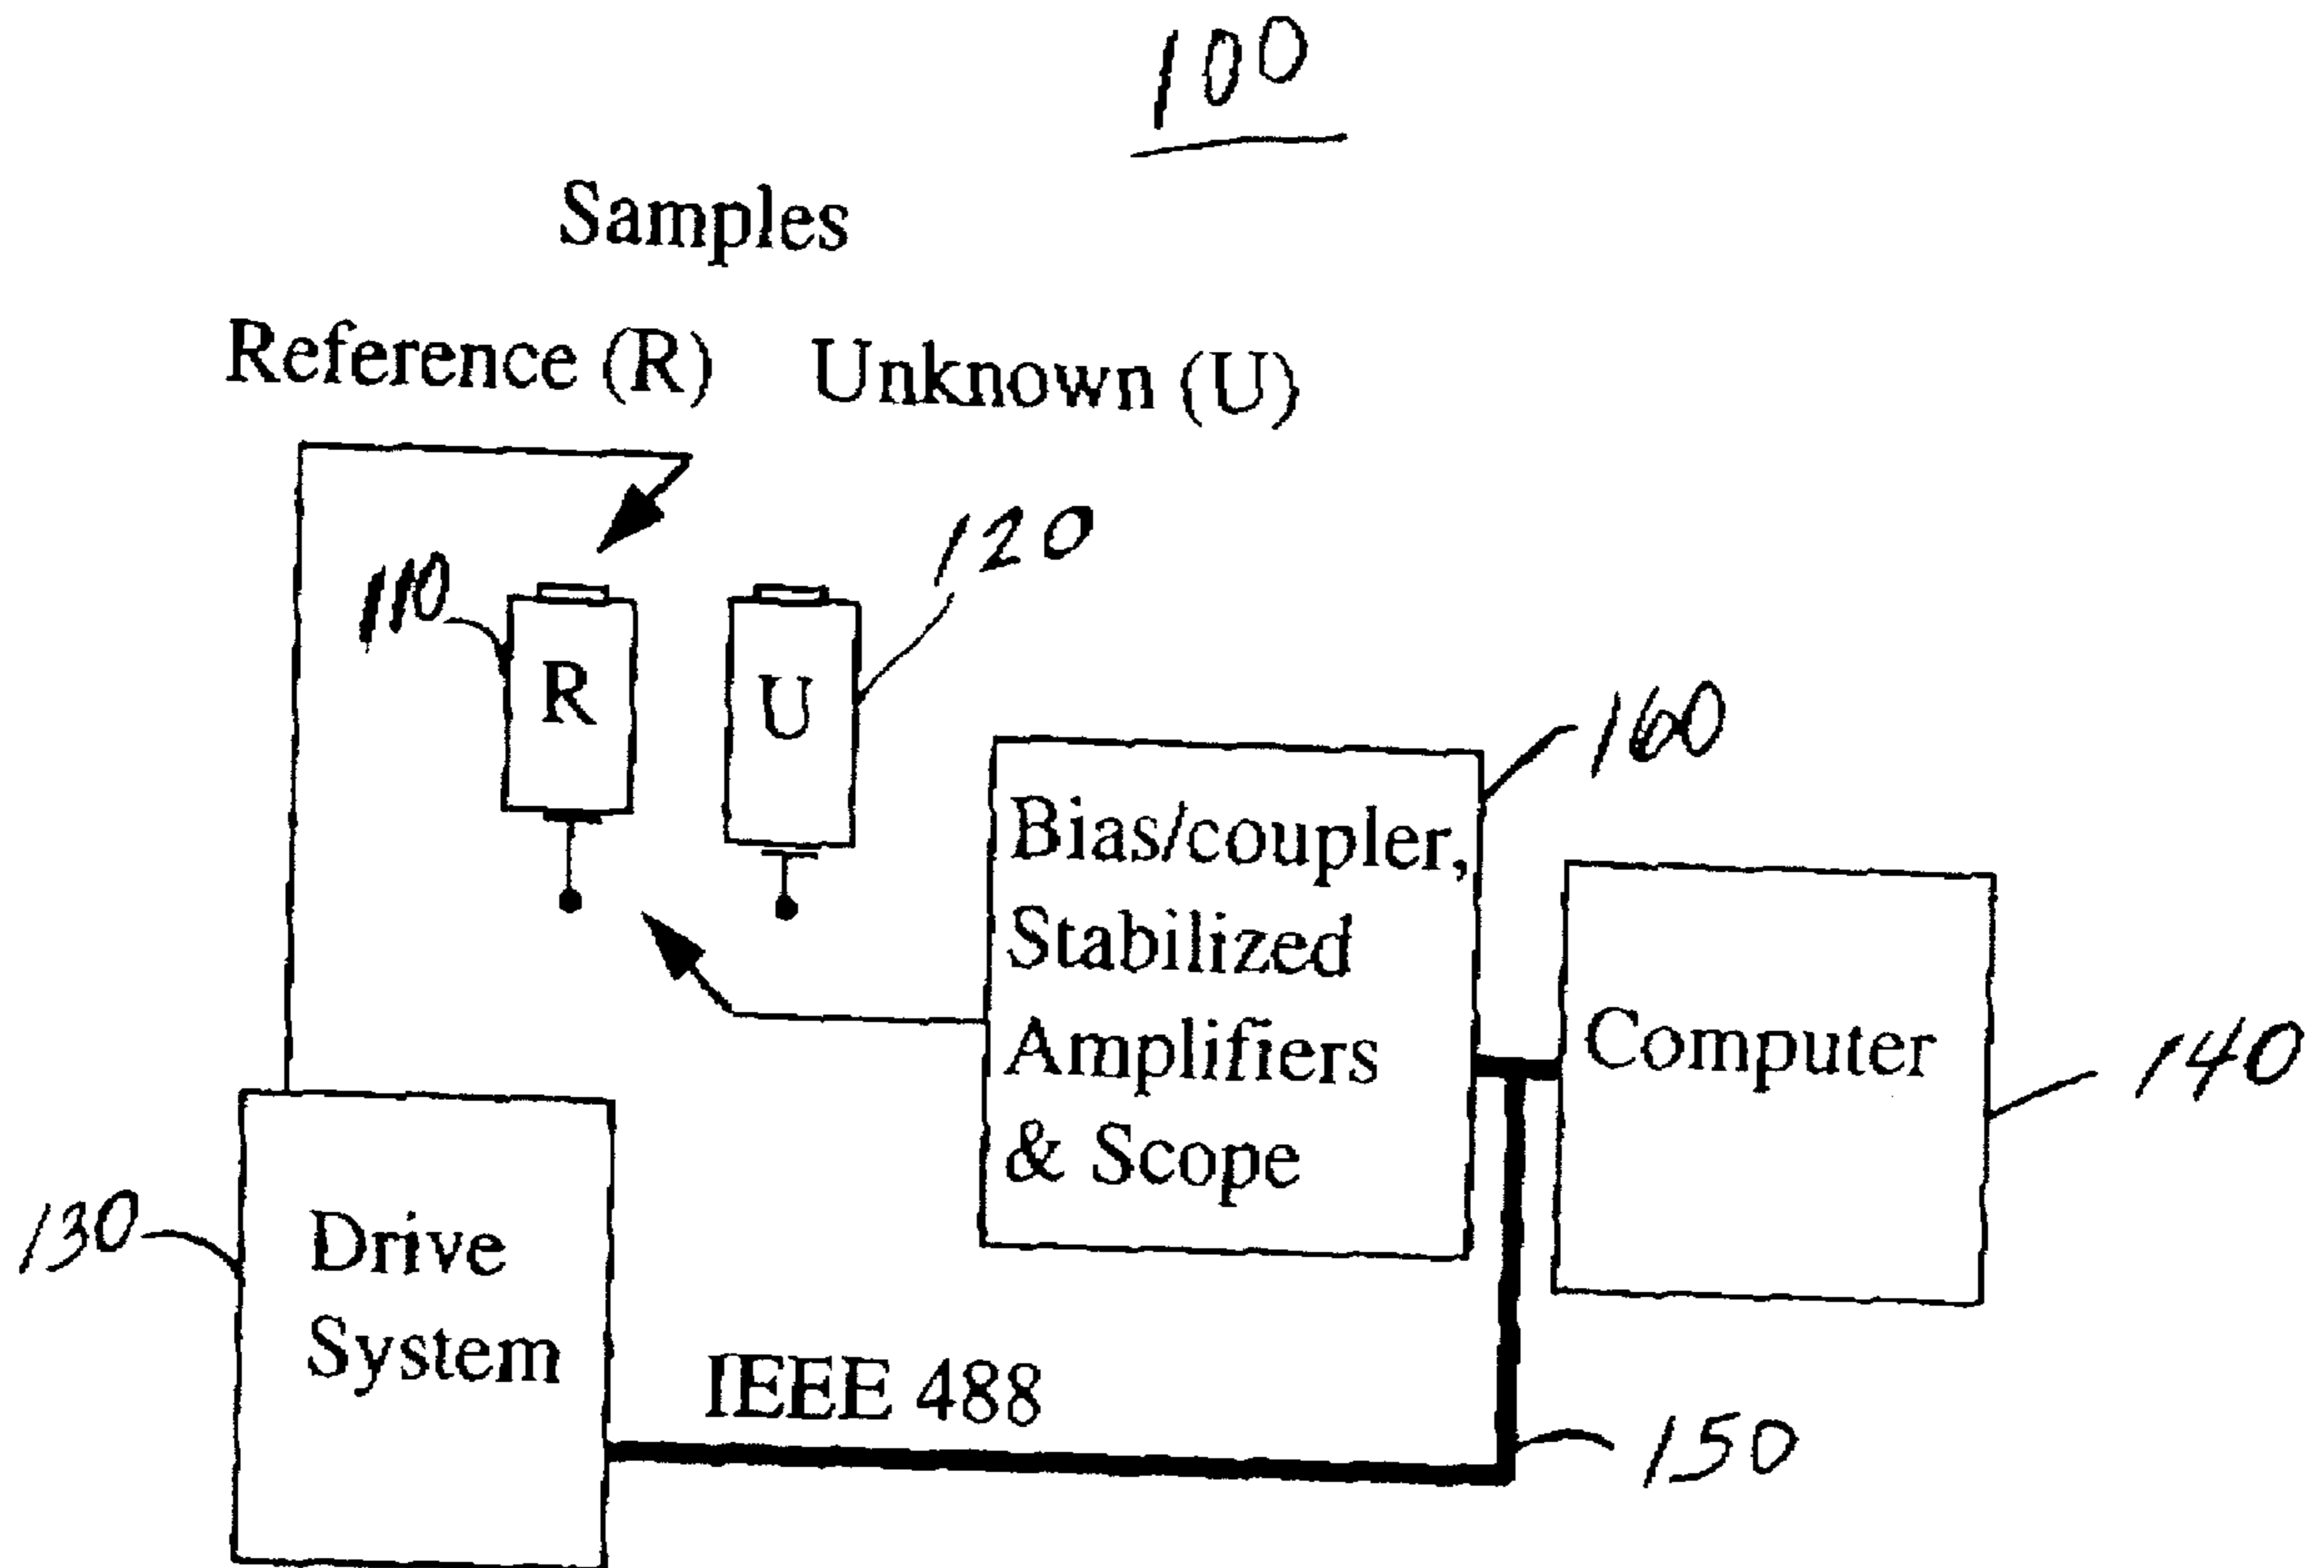 100
Samples
Reference (R) Unknown (U)
110
120
R
U
160
Bias/coupler,
Stabilized
Amplifiers
& Scope
Computer
140
130
Drive
System
IEEE 488
150